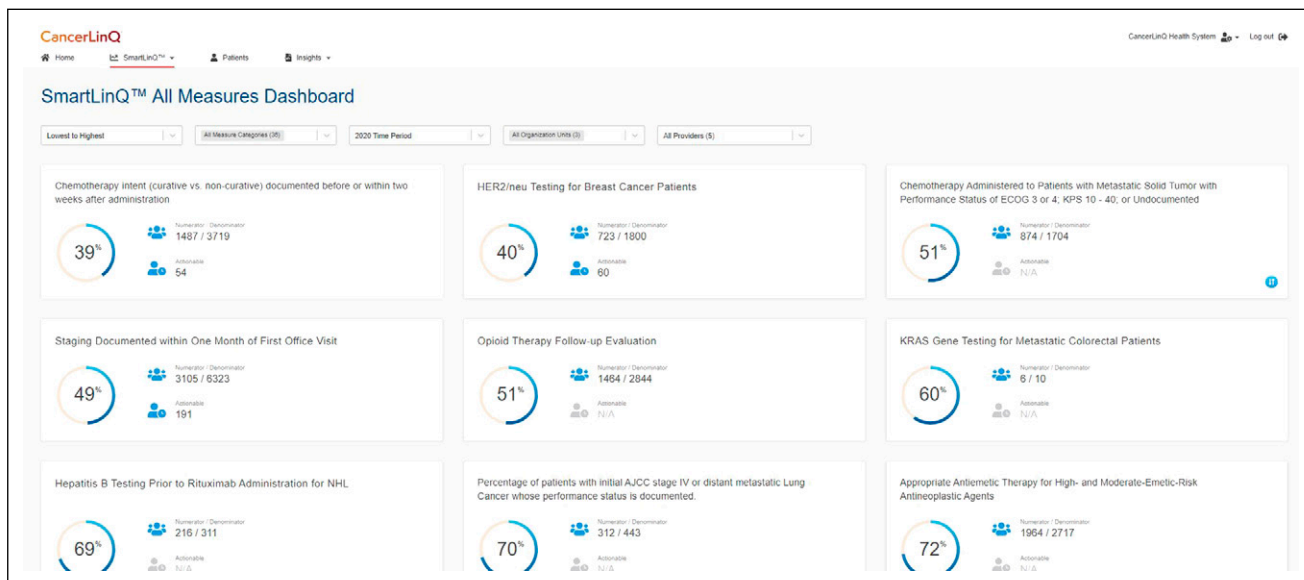 CancerLinQ
CancerLinQ Health System
Log out
Home
SmartLinQ™
Patients
Insights
SmartLinQ™ All Measures Dashboard
Lowest to Highest
All Measure Categories (35)
2020 Time Period
All Organization Units (3)
All Providers (5)
Chemotherapy intent (curative vs. non-curative) documented before or within two
weeks after administration
39%
Numerator / Denominator
1487 / 3719
Actionable
54
HER2/neu Testing for Breast Cancer Patients
40%
Numerator / Denominator
723 / 1800
Actionable
60
Chemotherapy Administered to Patients with Metastatic Solid Tumor with
Performance Status of ECOG 3 or 4; KPS 10 - 40; or Undocumented
51%
Numerator / Denominator
874 / 1704
Actionable
N/A
Staging Documented within One Month of First Office Visit
49%
Numerator / Denominator
3105 / 6323
Actionable
191
Opioid Therapy Follow-up Evaluation
51%
Numerator / Denominator
1464 / 2844
Actionable
N/A
KRAS Gene Testing for Metastatic Colorectal Patients
60%
Numerator / Denominator
6 / 10
Actionable
N/A
Hepatitis B Testing Prior to Rituximab Administration for NHL
69%
Numerator / Denominator
216 / 311
Actionable
N/A
Percentage of patients with initial AJCC stage IV or distant metastatic Lung
Cancer whose performance status is documented.
70%
Numerator / Denominator
312 / 443
Actionable
N/A
Appropriate Antiemetic Therapy for High- and Moderate-Emetic-Risk
Antineoplastic Agents
72%
Numerator / Denominator
1964 / 2717
Actionable
N/A